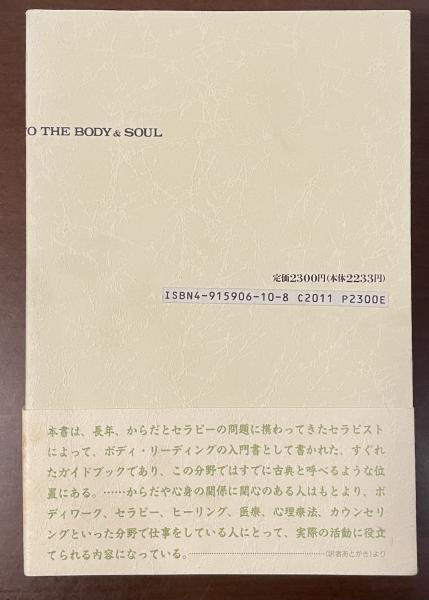 TO THE BODY & SOUL
定価2300円(本体2233円)
ISBN4-915906-10-8 C2011 P2300E
本書は、長年、からだとセラピーの問題に携わってきたセラピスト
によって、ボディ・リーディングの入門書として書かれた、すぐれ
たガイドブックであり、この分野ではすでに古典と呼べるような位
置にある。……からだや心身の関係に関心のある人はもとより、ボ
ディワーク、セラピー、ヒーリング、医療、心理療法、カウンセリ
ングといった分野で仕事をしている人にとって、実際の活動に役立
てられる内容になっている。――(訳者あとがき)より